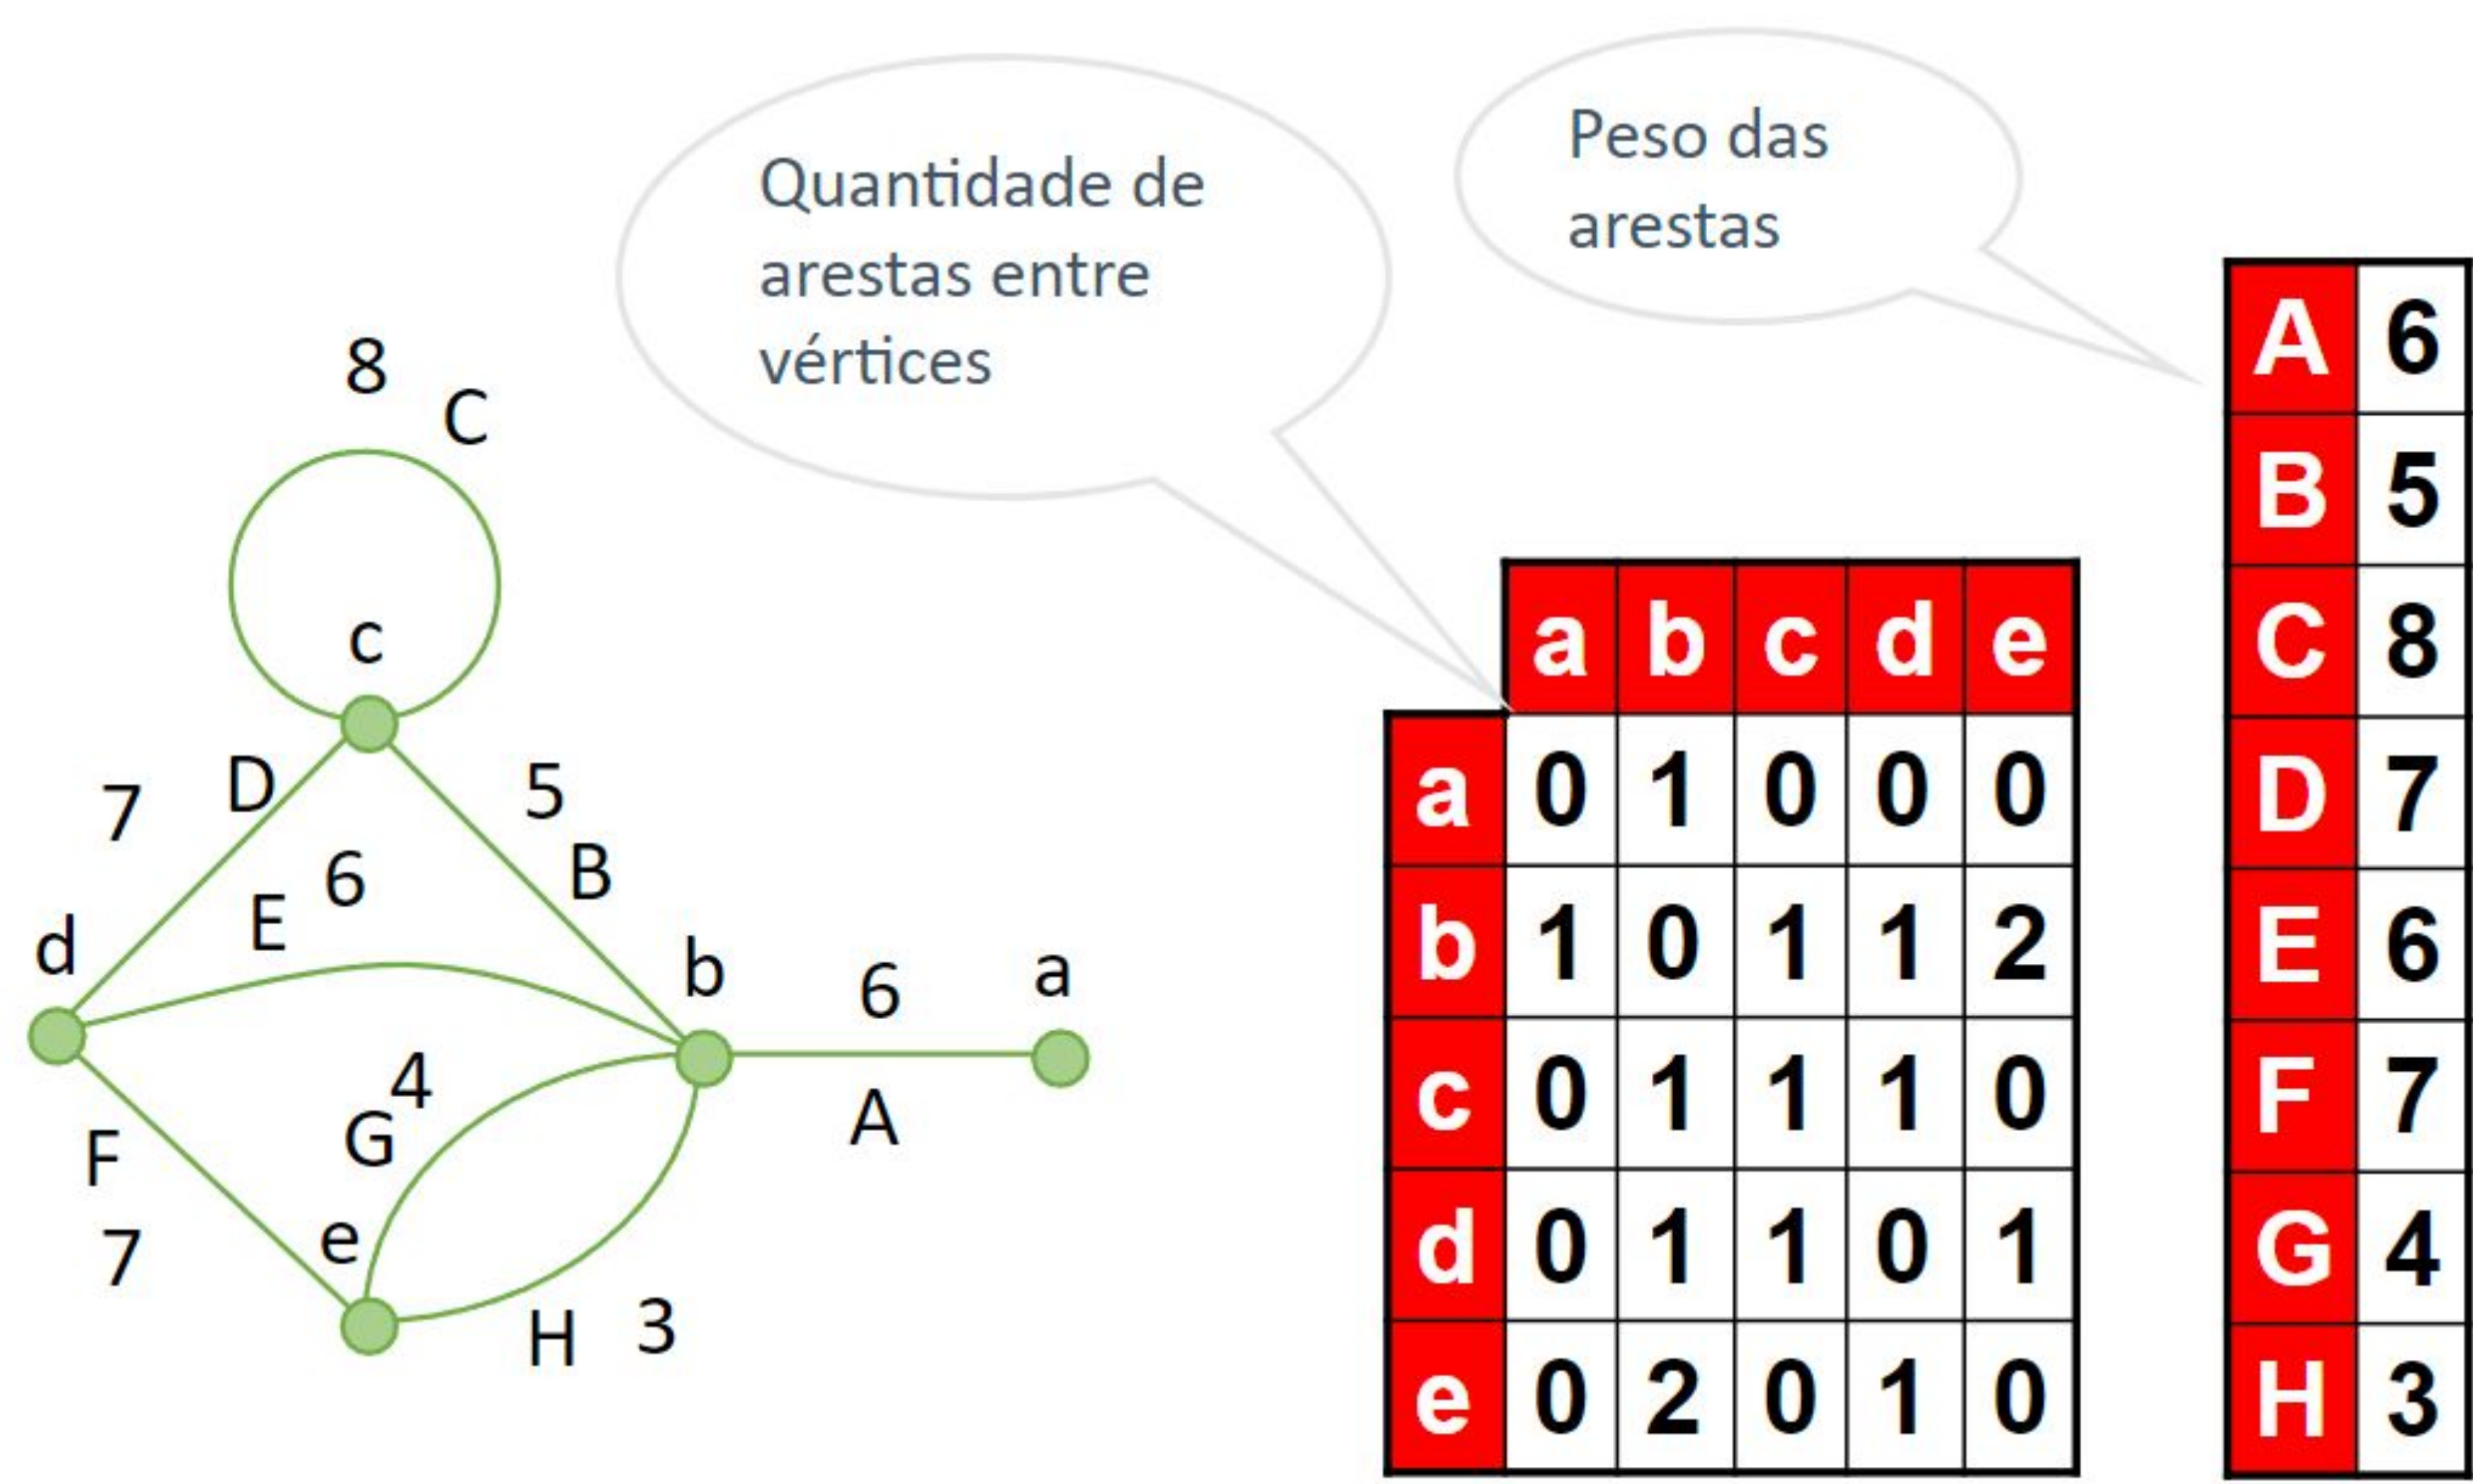 Quantidade de
arestas entre
vértices
Peso das
arestas
8
C
c
D
7
5
B
E
6
d
b
6
a
A
4
G
F
7
e
H
3
a b c d e
a 0 1 0 0 0
b 1 0 1 1 2
c 0 1 1 1 0
d 0 1 1 0 1
e 0 2 0 1 0
A 6
B 5
C 8
D 7
E 6
F 7
G 4
H 3